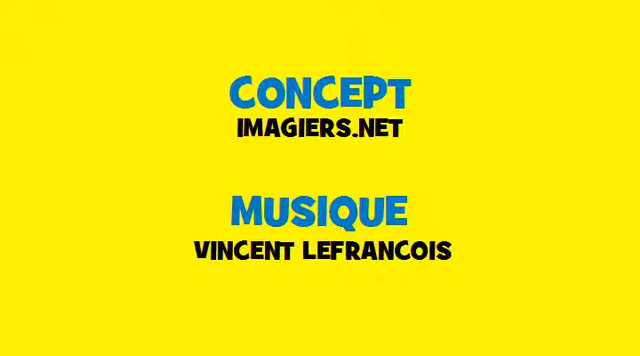 CONCEPT
IMAGIERS.NET
MUSIQUE
VINCENT LEFRANCOIS